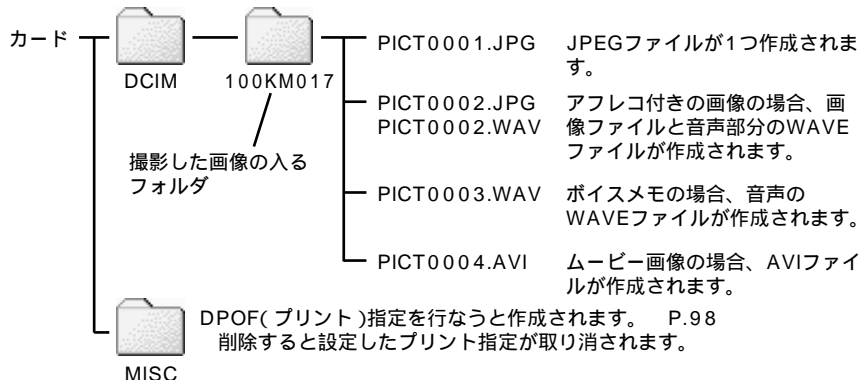 カード
DCIM
100KM017
撮影した画像の入る
フォルダ
PICT0001.JPG
JPEGファイルが1つ作成されま
す。
PICT0002.JPG
PICT0002.WAV
アフレコ付きの画像の場合、画
像ファイルと音声部分のWAVE
ファイルが作成されます。
PICT0003.WAV
ボイスメモの場合、音声の
WAVEファイルが作成されます。
PICT0004.AVI
ムービー画像の場合、AVIファイ
ルが作成されます。
MISC
DPOF(プリント)指定を行なうと作成されます。 P.98
削除すると設定したプリント指定が取り消されます。